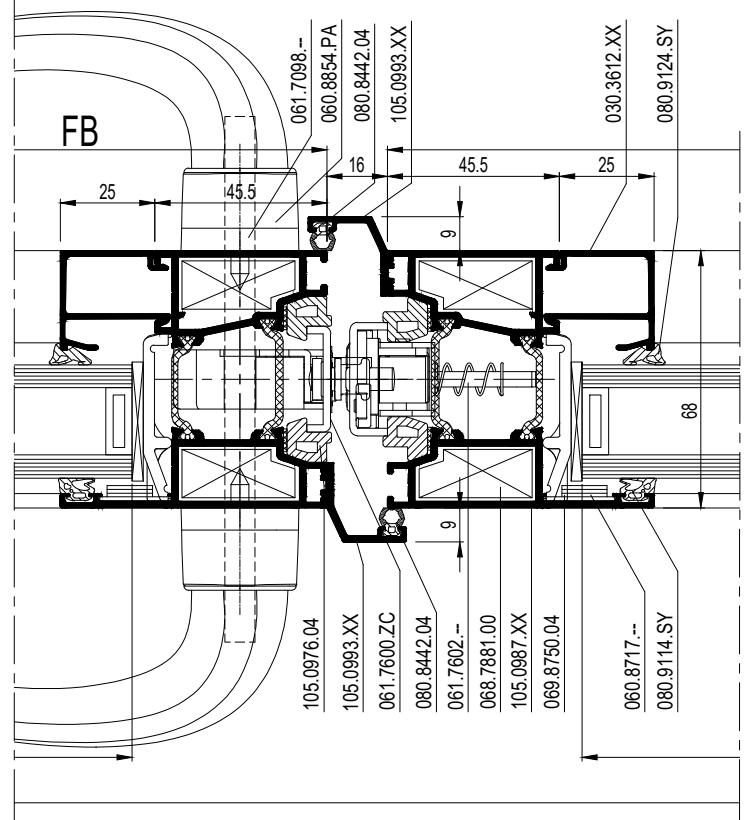 061.7098.--
060.8854.PA
080.8442.04
105.0993.XX
030.3612.XX
080.9124.SY
FB
16
25
45.5
45.5
25
9
68
9
105.0976.04
105.0993.XX
061.7600.ZC
080.8442.04
061.7602.--
068.7881.00
105.0987.XX
069.8750.04
060.8717.--
080.9114.SY